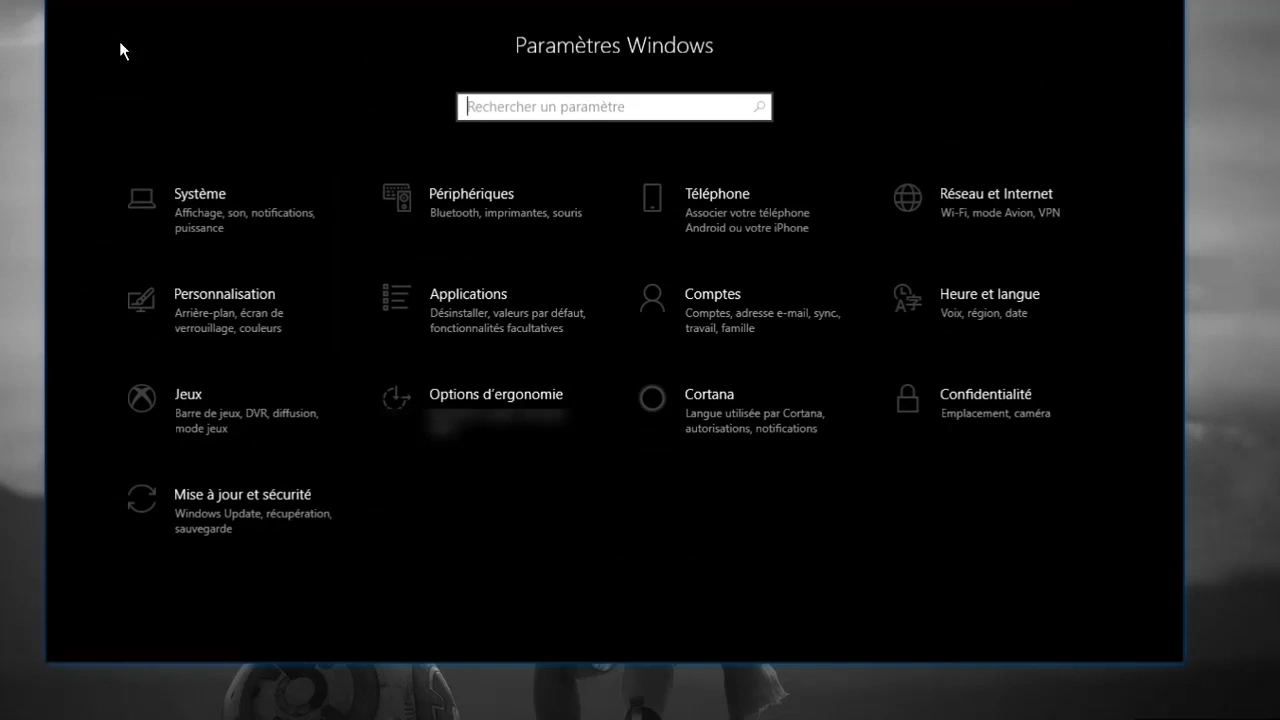 Paramètres Windows
Rechercher un paramètre
Système
Affichage, son, notifications,
puissance
Périphériques
Bluetooth, imprimantes, souris
Téléphone
Associer votre téléphone
Android ou votre iPhone
Réseau et Internet
Wi-Fi, mode Avion, VPN
Personnalisation
Arrière-plan, écran de
verrouillage, couleurs
Applications
Désinstaller, valeurs par défaut,
fonctionnalités facultatives
Comptes
Comptes, adresse e-mail, sync.,
travail, famille
Heure et langue
Voix, région, date
Jeux
Barre de jeux, DVR, diffusion,
mode jeux
Options d'ergonomie
Cortana
Langue utilisée par Cortana,
autorisations, notifications
Confidentialité
Emplacement, caméra
Mise à jour et sécurité
Windows Update, récupération,
sauvegarde